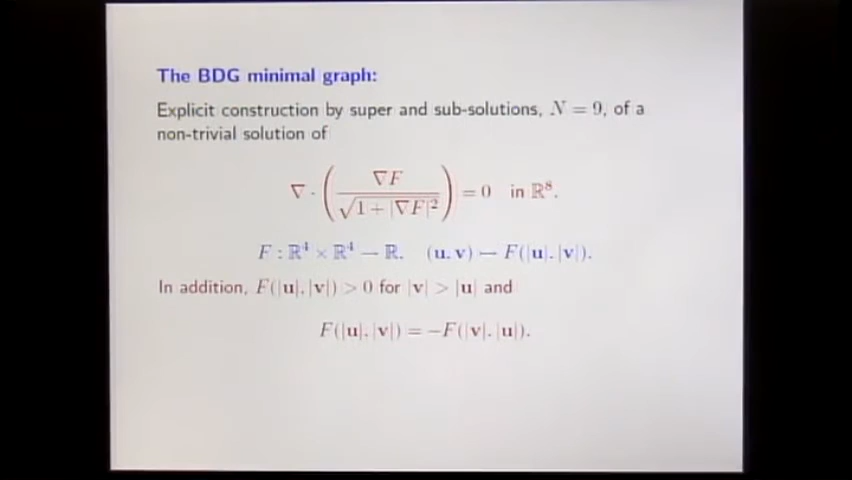 The BDG minimal graph:
Explicit construction by super and sub-solutions, N = 9, of a
non-trivial solution of
∇ · ( ∇F / √(1 + |∇F|²) ) = 0 in ℝ⁸.
F : ℝ⁴ × ℝ⁴ → ℝ, (u, v) ↦ F(|u|, |v|).
In addition, F(|u|, |v|) > 0 for |v| > |u| and
F(|u|, |v|) = −F(|v|, |u|).